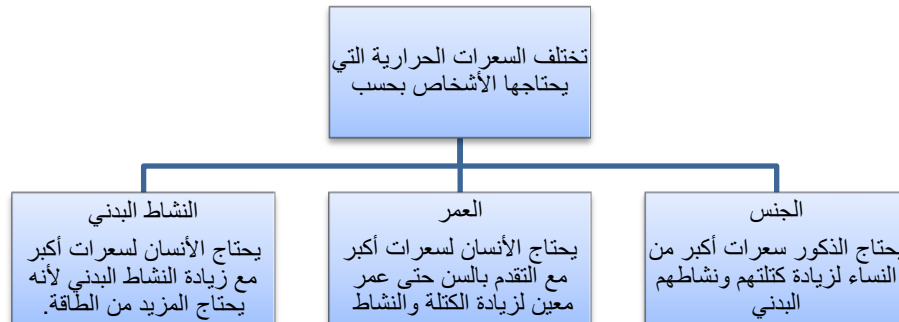 تختلف السعرات الحرارية التي
يحتاجها الأشخاص بحسب
الجنس
يحتاج الذكور سعرات أكبر من
النساء لزيادة كتلتهم ونشاطهم
البدني
العمر
يحتاج الأنسان لسعرات أكبر
مع التقدم بالسن حتى عمر
معين لزيادة الكتلة والنشاط
النشاط البدني
يحتاج الأنسان لسعرات أكبر
مع زيادة النشاط البدني لأنه
يحتاج المزيد من الطاقة.